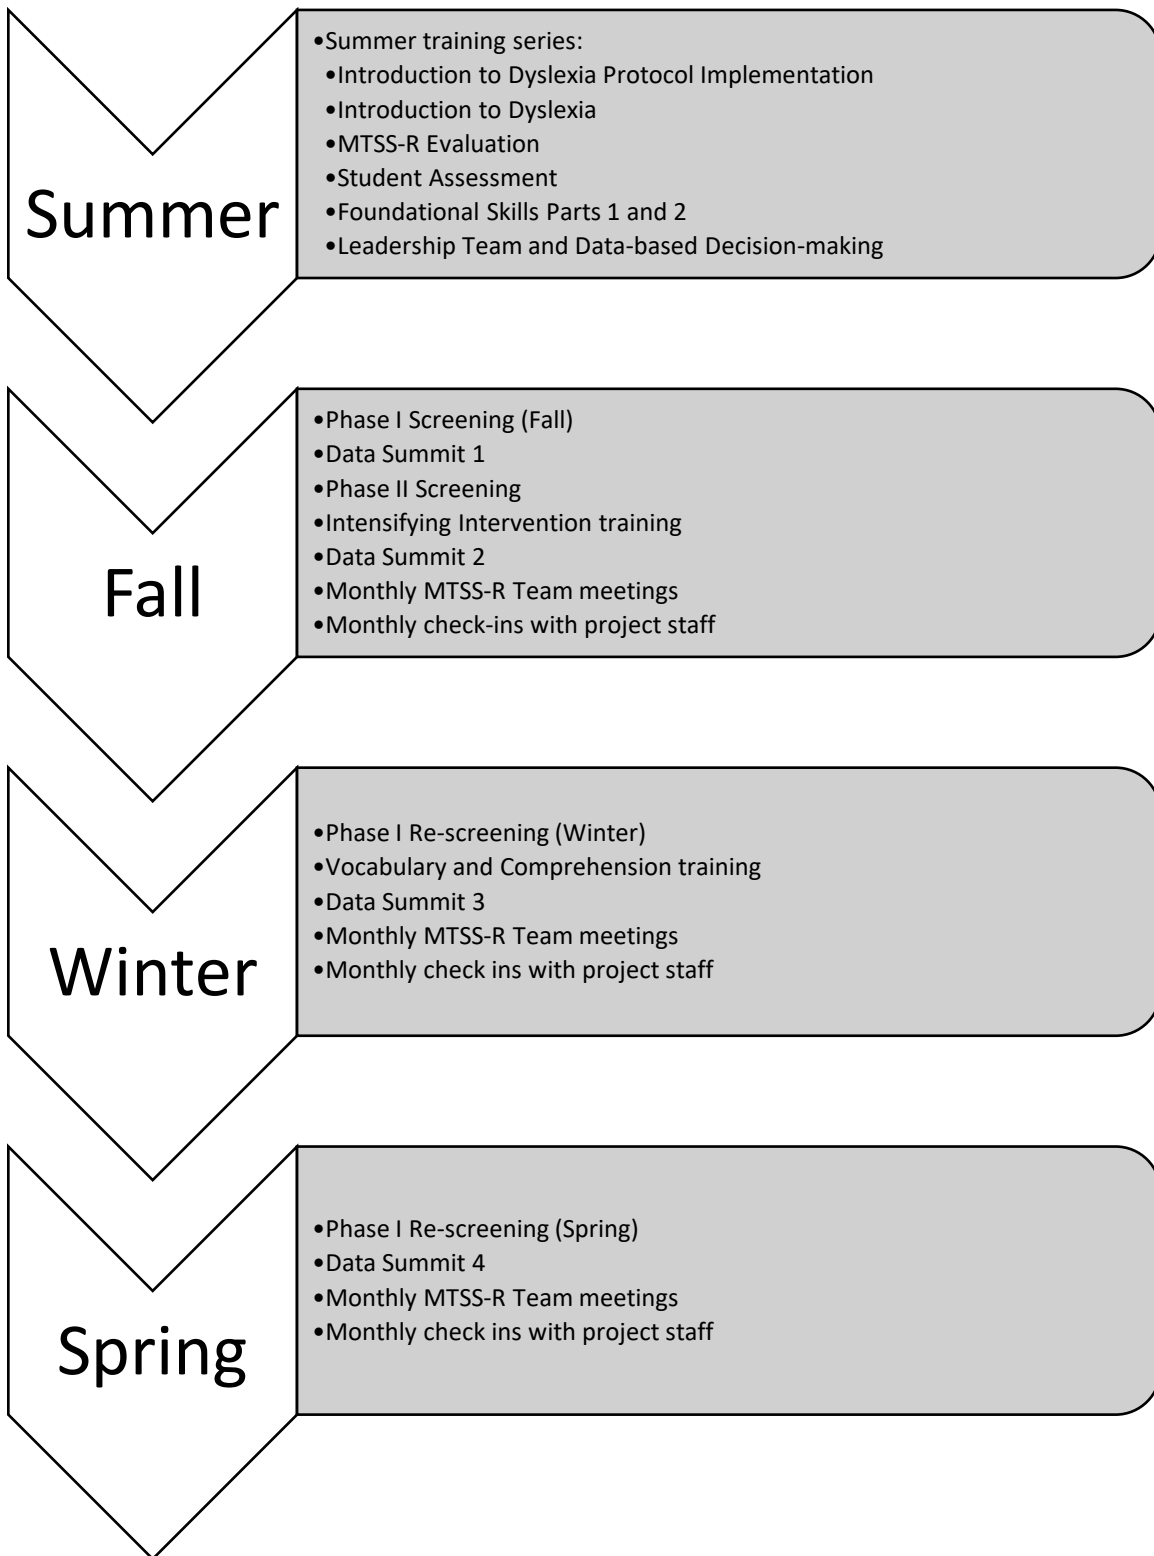 Summer
•Summer training series:
•Introduction to Dyslexia Protocol Implementation
•Introduction to Dyslexia
•MTSS-R Evaluation
•Student Assessment
•Foundational Skills Parts 1 and 2
•Leadership Team and Data-based Decision-making
Fall
•Phase I Screening (Fall)
•Data Summit 1
•Phase II Screening
•Intensifying Intervention training
•Data Summit 2
•Monthly MTSS-R Team meetings
•Monthly check-ins with project staff
Winter
•Phase I Re-screening (Winter)
•Vocabulary and Comprehension training
•Data Summit 3
•Monthly MTSS-R Team meetings
•Monthly check ins with project staff
Spring
•Phase I Re-screening (Spring)
•Data Summit 4
•Monthly MTSS-R Team meetings
•Monthly check ins with project staff